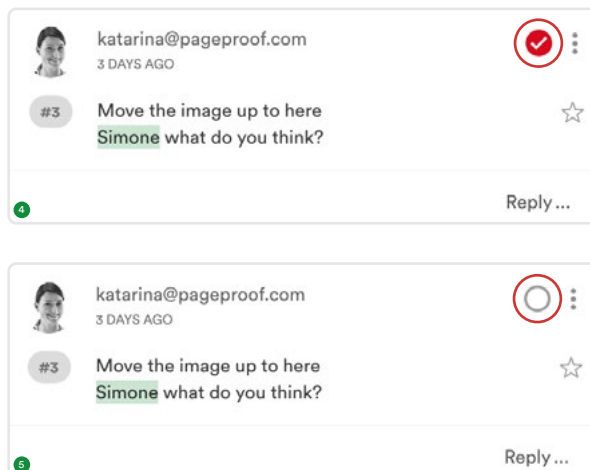 katarina@pageproof.com
3 DAYS AGO
#3 Move the image up to here
Simone what do you think?
4 Reply ...
katarina@pageproof.com
3 DAYS AGO
#3 Move the image up to here
Simone what do you think?
5 Reply ...